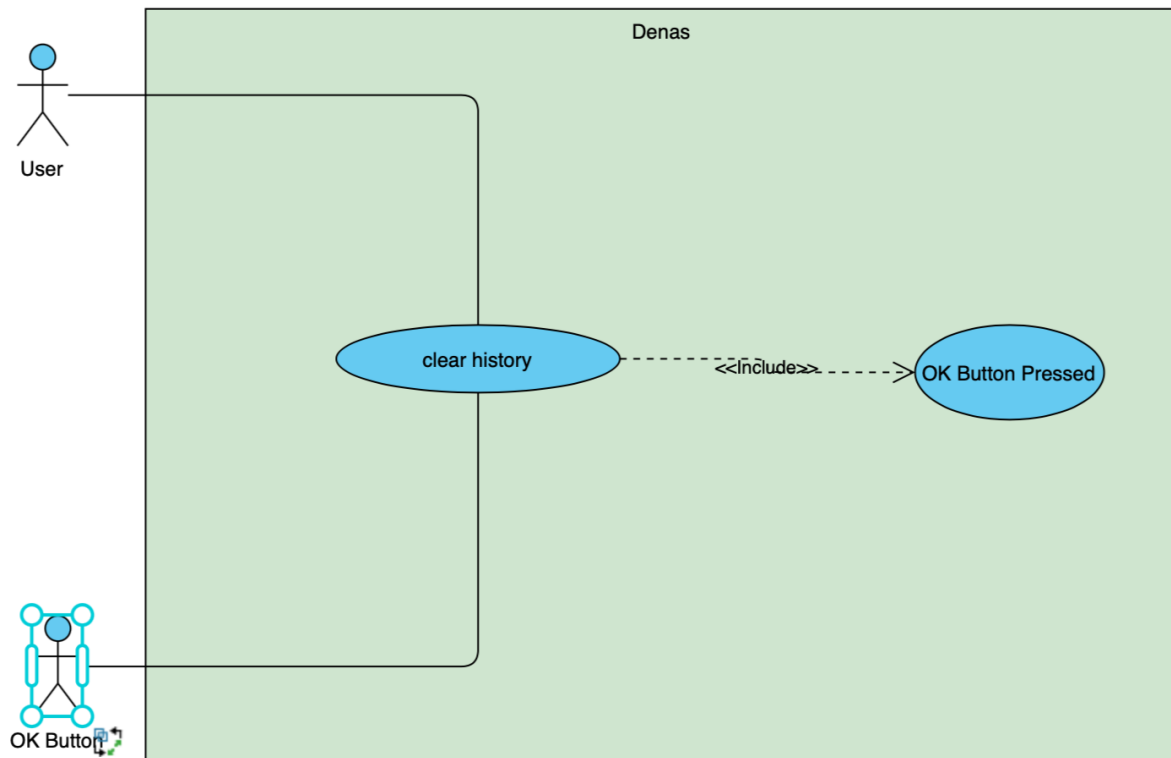 Denas
User
clear history
<<Include>>
OK Button Pressed
OK Button